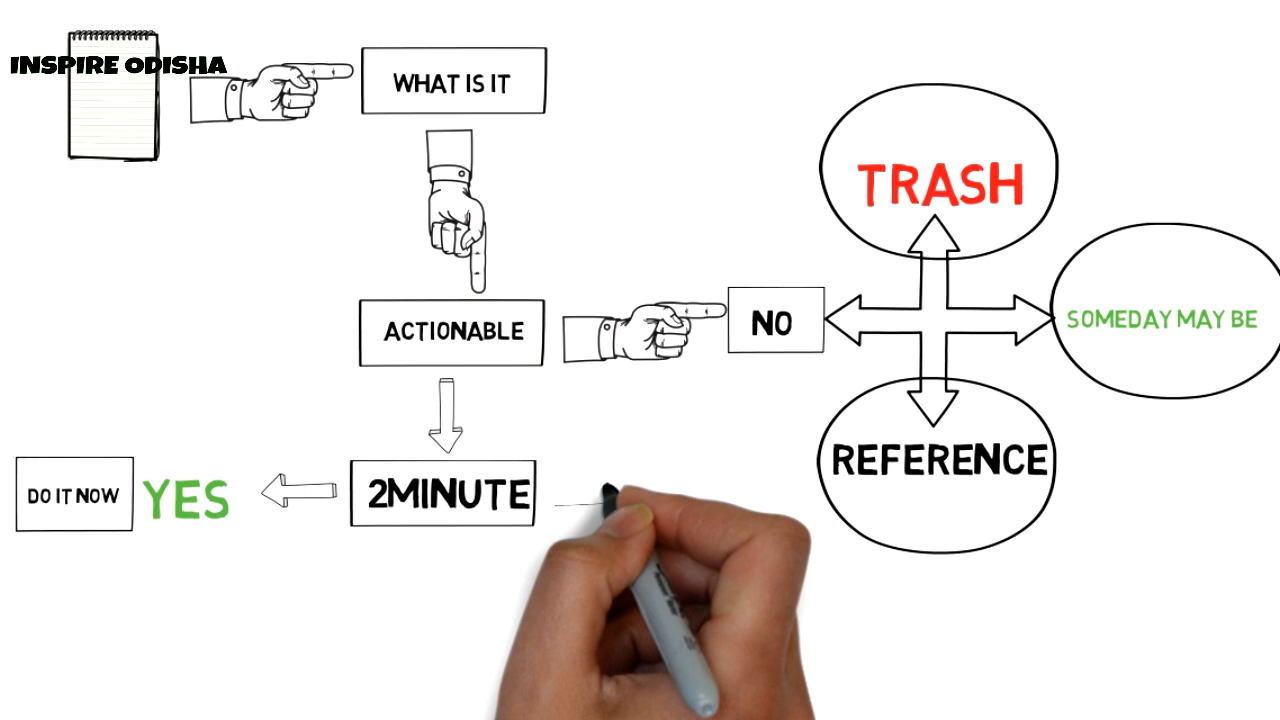 INSPIRE ODISHA
WHAT IS IT
TRASH
ACTIONABLE
NO
SOMEDAY MAY BE
REFERENCE
DO IT NOW
YES
2MINUTE